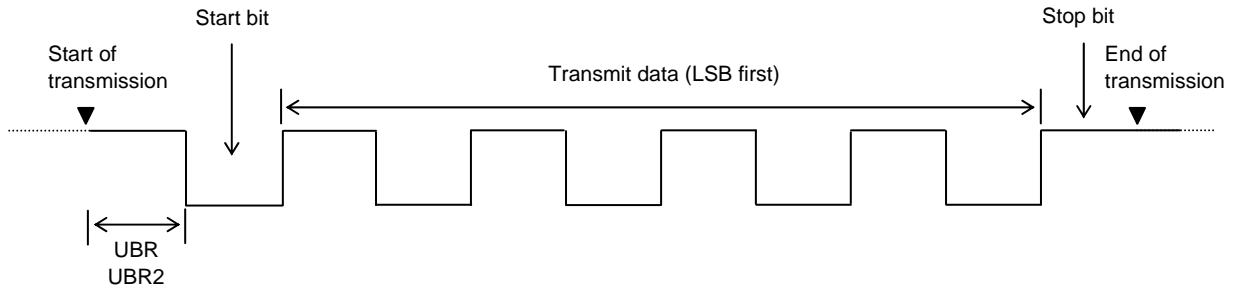 Start bit
Stop bit
Start of
transmission
Transmit data (LSB first)
End of
transmission
UBR
UBR2